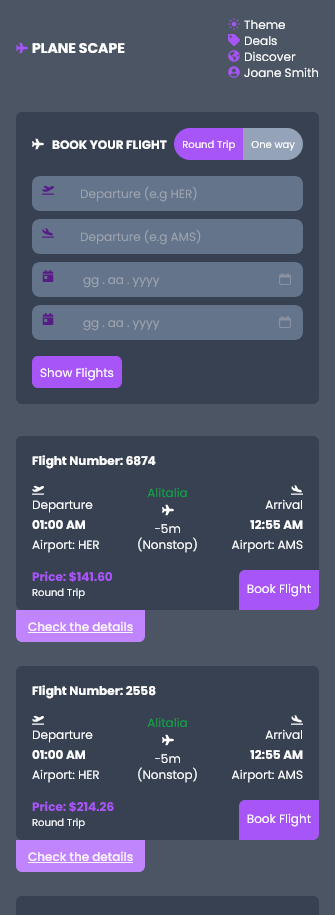 Theme
Deals
PLANE SCAPE
Discover
Joane Smith
BOOK YOUR FLIGHT
Round Trip
One way
Departure (e.g HER)
Departure (e.g AMS)
gg . aa . yyyy
gg . aa . yyyy
Show Flights
Flight Number: 6874
Departure
01:00 AM
Airport: HER
Alitalia
-5m
(Nonstop)
Arrival
12:55 AM
Airport: AMS
Price: $141.60
Round Trip
Book Flight
Check the details
Flight Number: 2558
Departure
01:00 AM
Airport: HER
Alitalia
-5m
(Nonstop)
Arrival
12:55 AM
Airport: AMS
Price: $214.26
Round Trip
Book Flight
Check the details